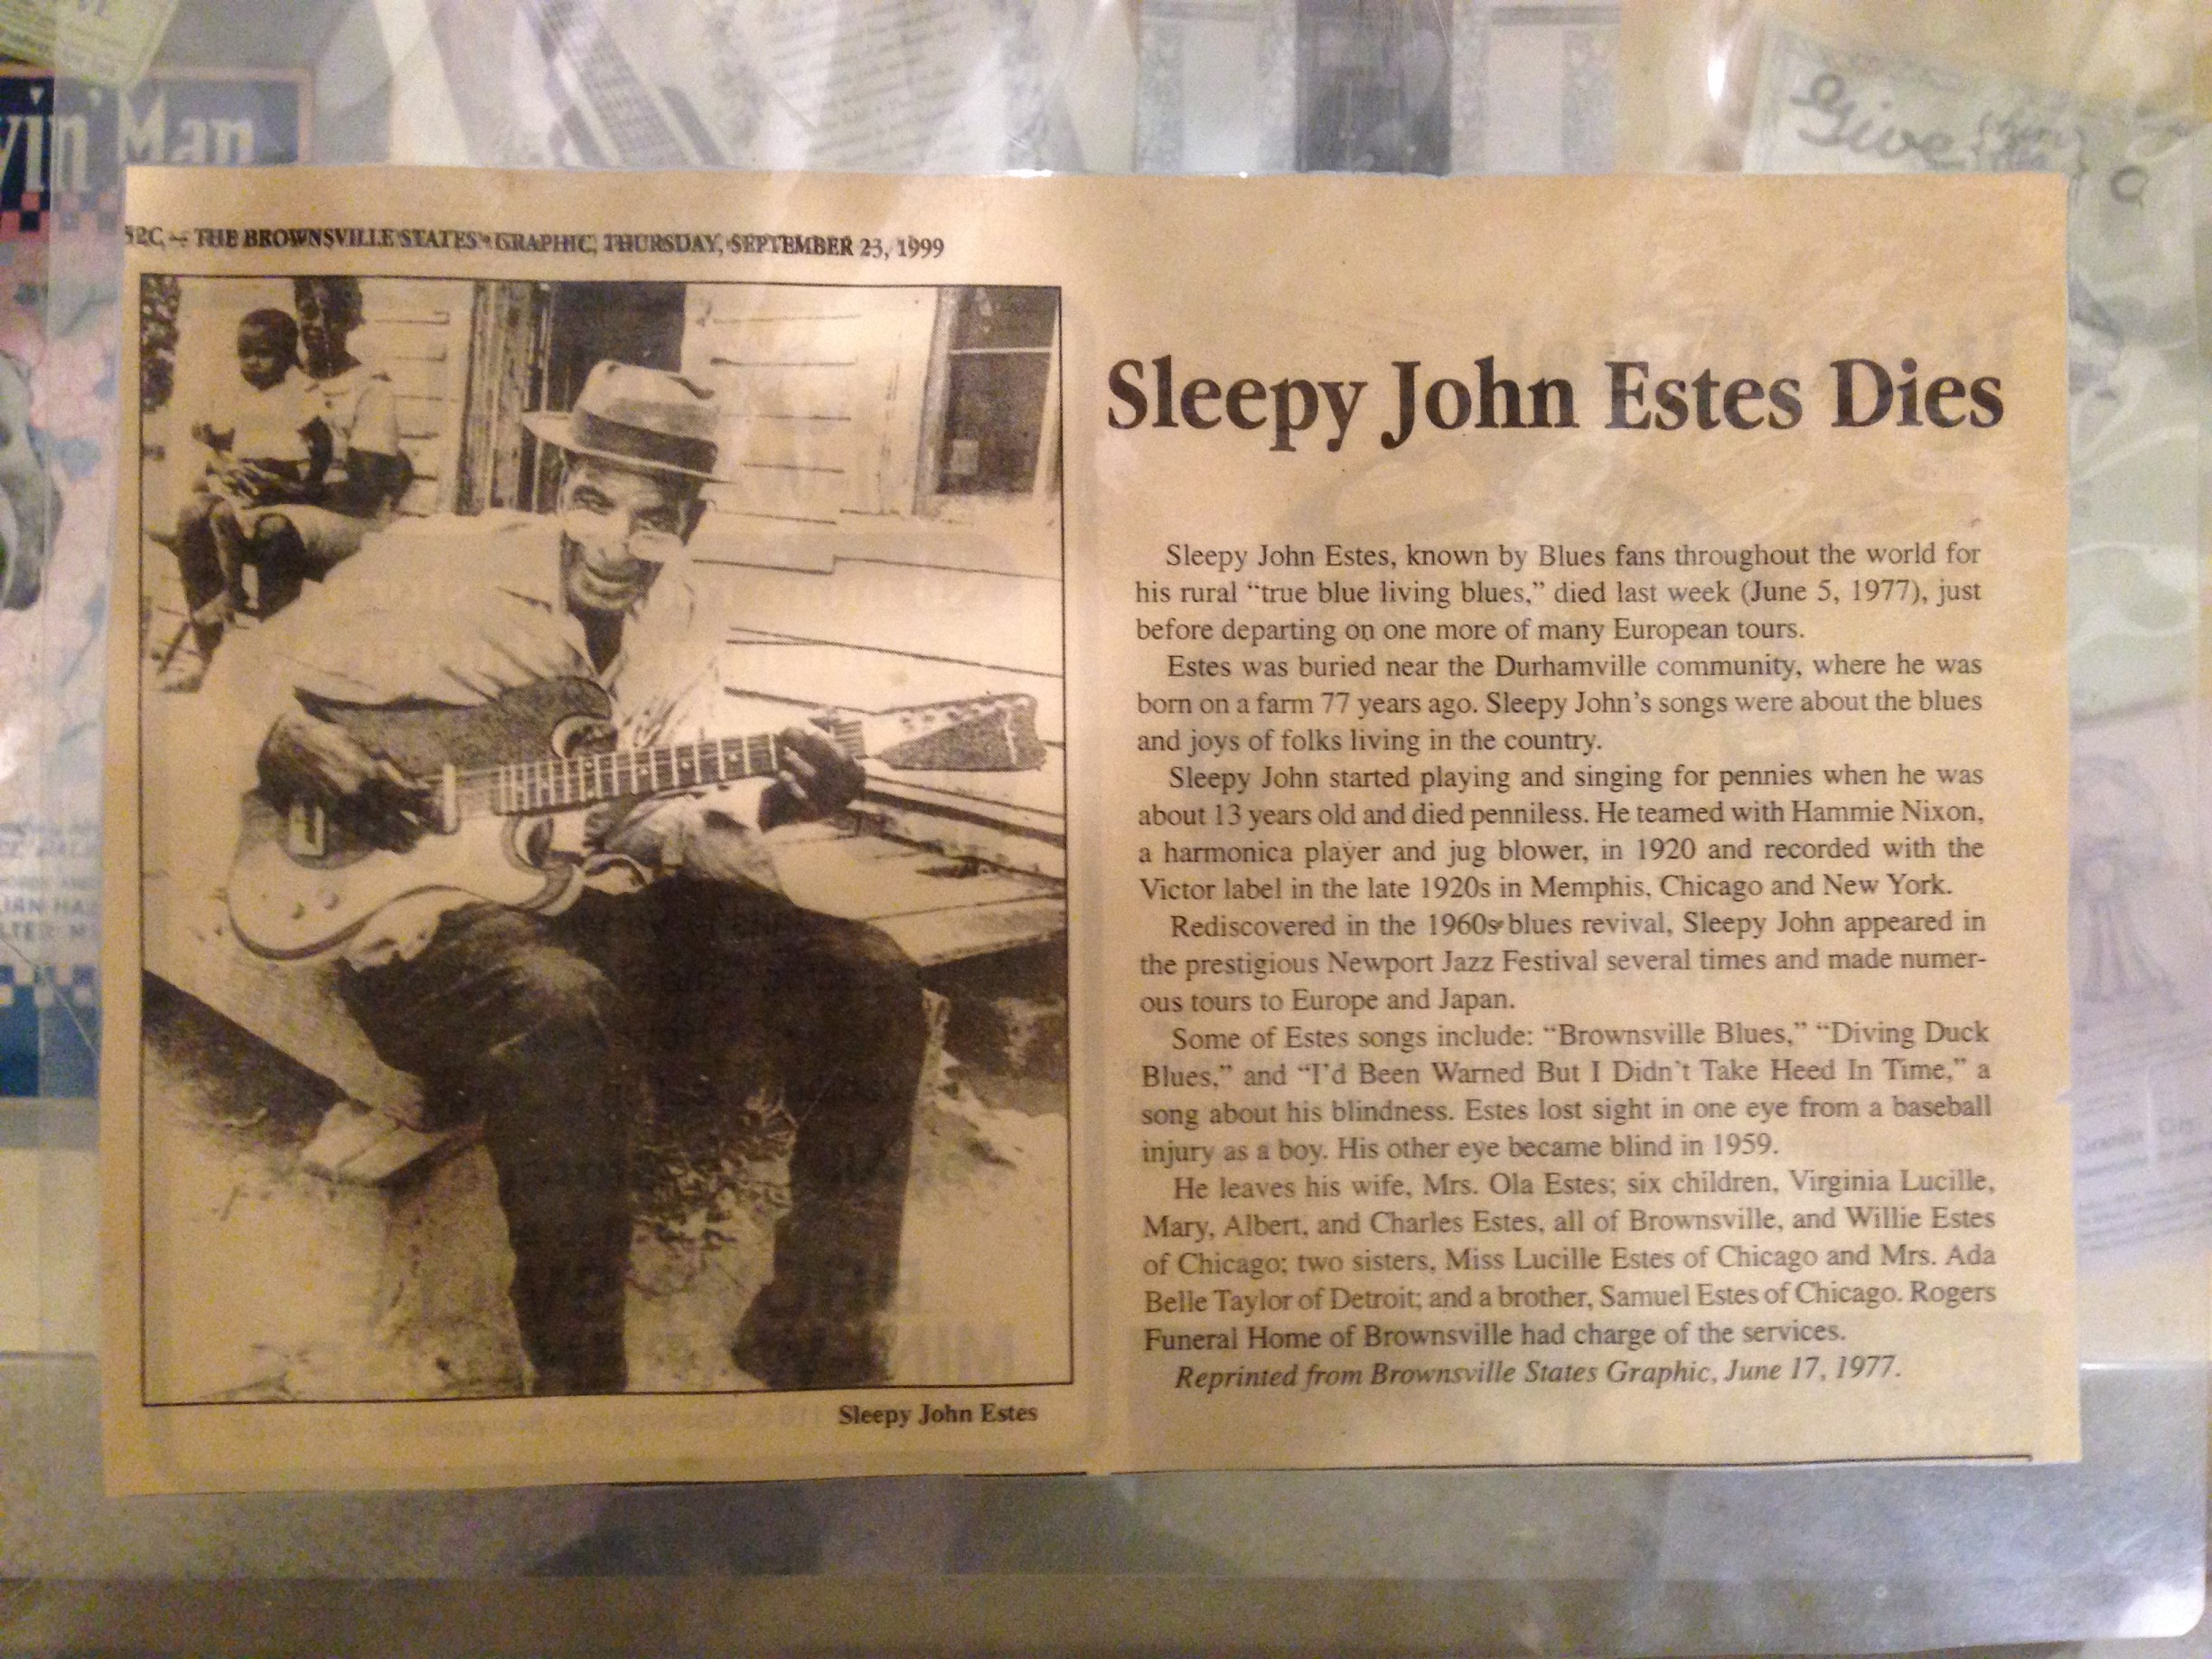 vin' Man
Give
a
52C — THE BROWNSVILLE STATES-GRAPHIC, THURSDAY, SEPTEMBER 23, 1999
Sleepy John Estes Dies
Sleepy John Estes, known by Blues fans throughout the world for
his rural “true blue living blues,” died last week (June 5, 1977), just
before departing on one more of many European tours.
Estes was buried near the Durhamville community, where he was
born on a farm 77 years ago. Sleepy John’s songs were about the blues
and joys of folks living in the country.
Sleepy John started playing and singing for pennies when he was
about 13 years old and died penniless. He teamed with Hammie Nixon,
a harmonica player and jug blower, in 1920 and recorded with the
Victor label in the late 1920s in Memphis, Chicago and New York.
Rediscovered in the 1960s blues revival, Sleepy John appeared in
the prestigious Newport Jazz Festival several times and made numer-
ous tours to Europe and Japan.
Some of Estes songs include: “Brownsville Blues,” “Diving Duck
Blues,” and “I’d Been Warned But I Didn’t Take Heed In Time,” a
song about his blindness. Estes lost sight in one eye from a baseball
injury as a boy. His other eye became blind in 1959.
He leaves his wife, Mrs. Ola Estes; six children, Virginia Lucille,
Mary, Albert, and Charles Estes, all of Brownsville, and Willie Estes
of Chicago; two sisters, Miss Lucille Estes of Chicago and Mrs. Ada
Belle Taylor of Detroit; and a brother, Samuel Estes of Chicago. Rogers
Funeral Home of Brownsville had charge of the services.
Reprinted from Brownsville States Graphic, June 17, 1977.
Sleepy John Estes